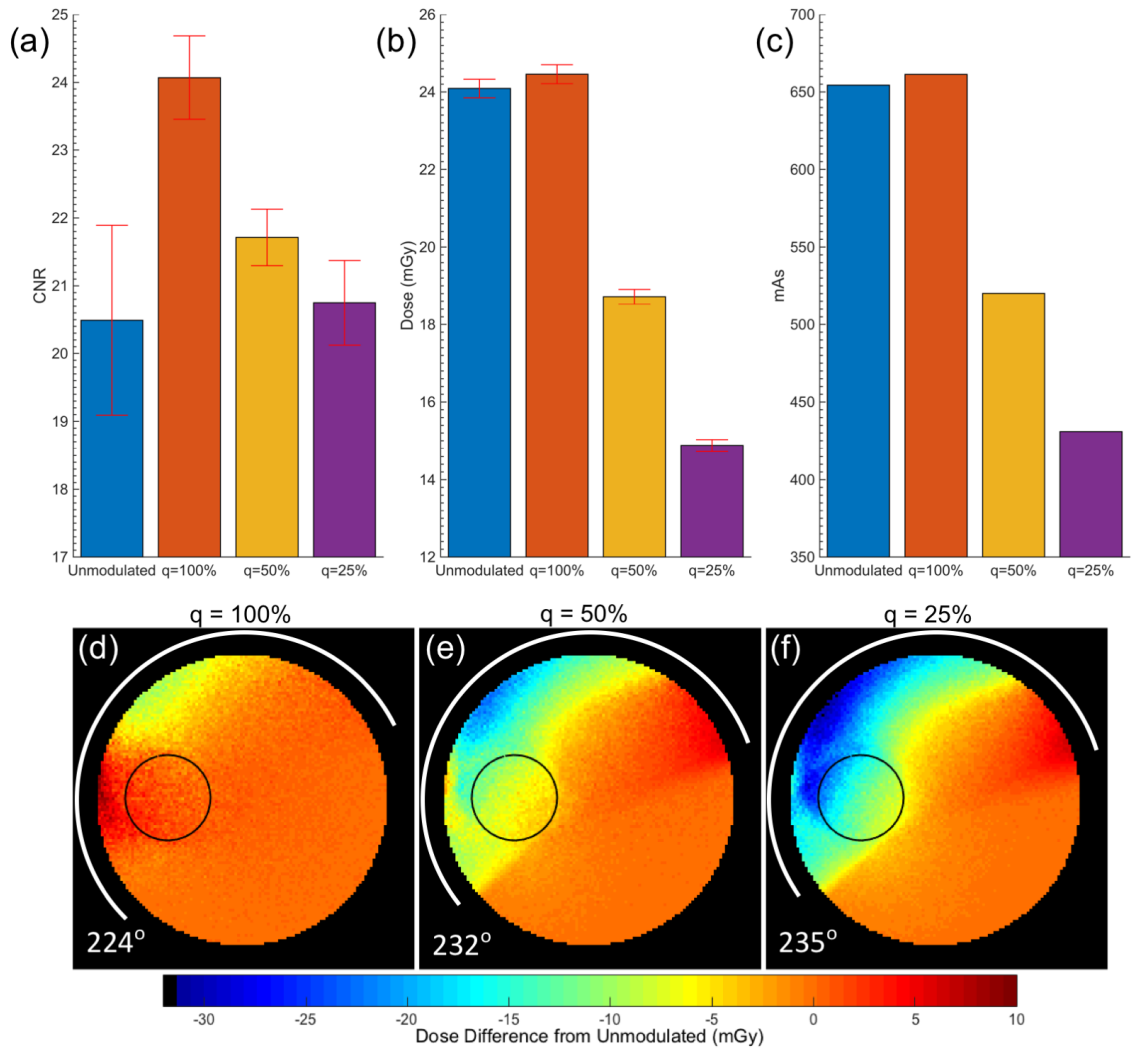 (a)
25
24
23
22
21
20
19
18
17
CNR
Unmodulated q=100% q=50% q=25%
(b)
26
24
22
20
18
16
14
12
Dose (mGy)
Unmodulated q=100% q=50% q=25%
(c)
700
650
600
550
500
450
400
350
mAs
Unmodulated q=100% q=50% q=25%
q = 100%
(d)
224°
q = 50%
(e)
232°
q = 25%
(f)
235°
-30 -25 -20 -15 -10 -5 0 5 10
Dose Difference from Unmodulated (mGy)